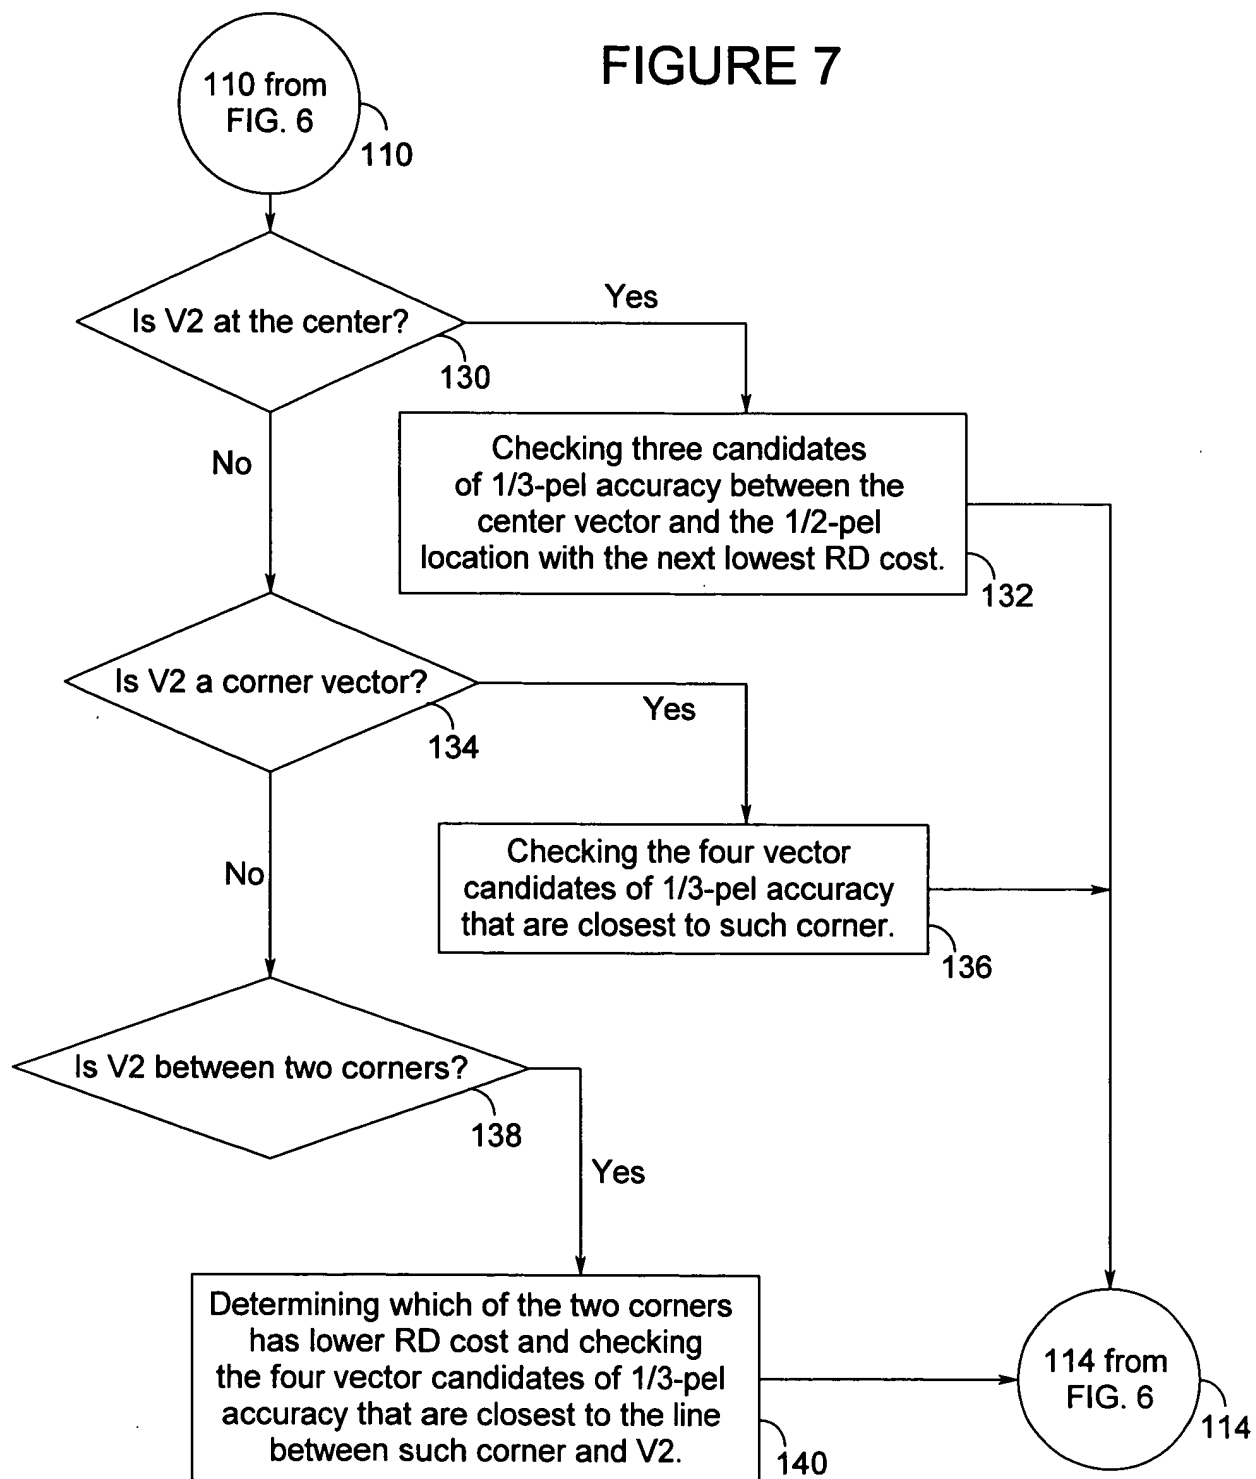 FIGURE 7
110 from
FIG. 6
110
Is V2 at the center?
Yes
130
No
Checking three candidates
of 1/3-pel accuracy between the
center vector and the 1/2-pel
location with the next lowest RD cost.
132
Is V2 a corner vector?
Yes
134
No
Checking the four vector
candidates of 1/3-pel accuracy
that are closest to such corner.
136
Is V2 between two corners?
138
Yes
Determining which of the two corners
has lower RD cost and checking
the four vector candidates of 1/3-pel
accuracy that are closest to the line
between such corner and V2.
140
114 from
FIG. 6
114